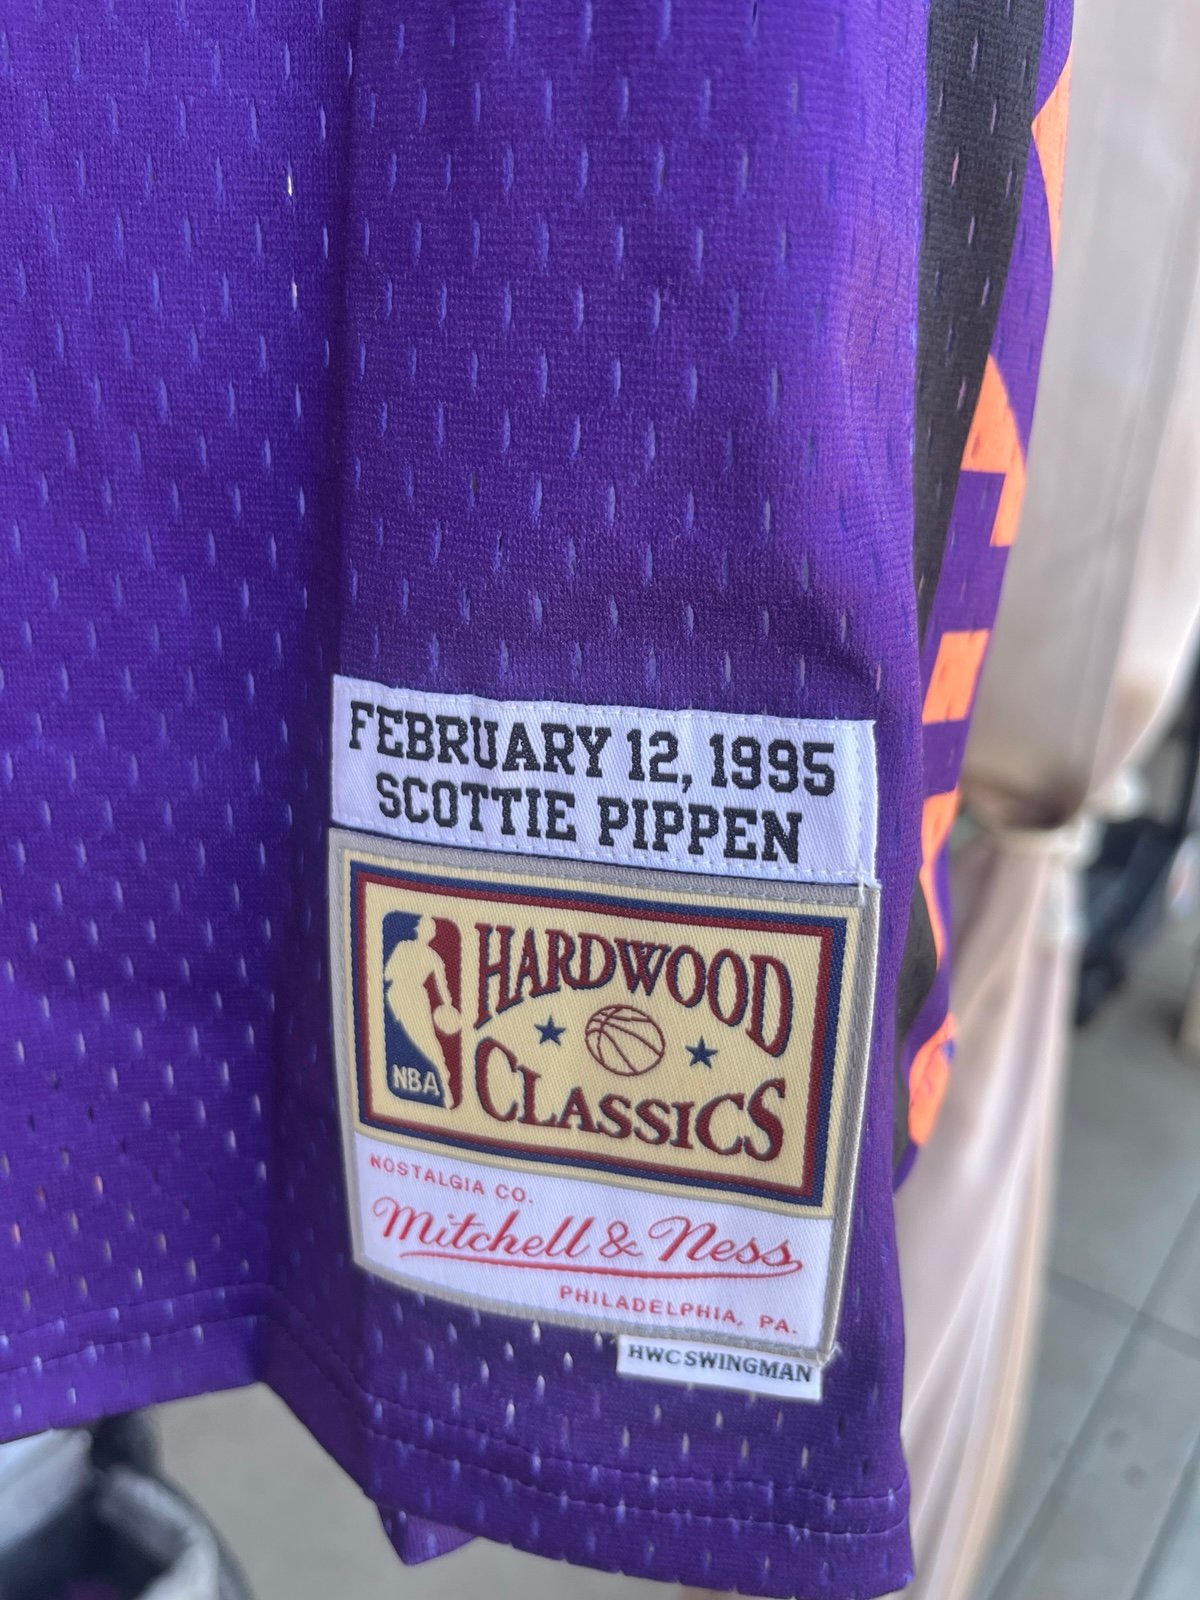 FEBRUARY 12, 1995
SCOTTIE PIPPEN
HARDWOOD
CLASSICS
NBA
NOSTALGIA CO.
Mitchell & Ness
PHILADELPHIA, PA.
HWC SWINGMAN